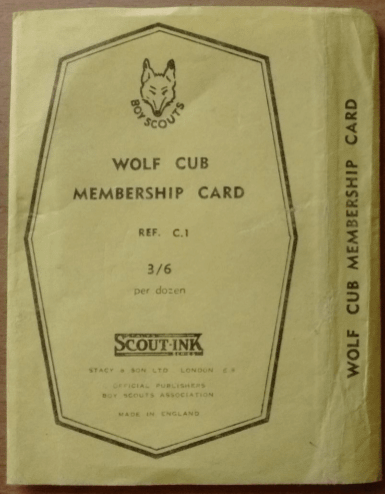 BOY SCOUTS
WOLF CUB
MEMBERSHIP CARD
REF. C.1
3/6
per dozen
SCOUT-INK
SERIES
STACY & SON LTD. LONDON
OFFICIAL PUBLISHERS
BOY SCOUTS ASSOCIATION
MADE IN ENGLAND
WOLF CUB MEMBERSHIP CARD